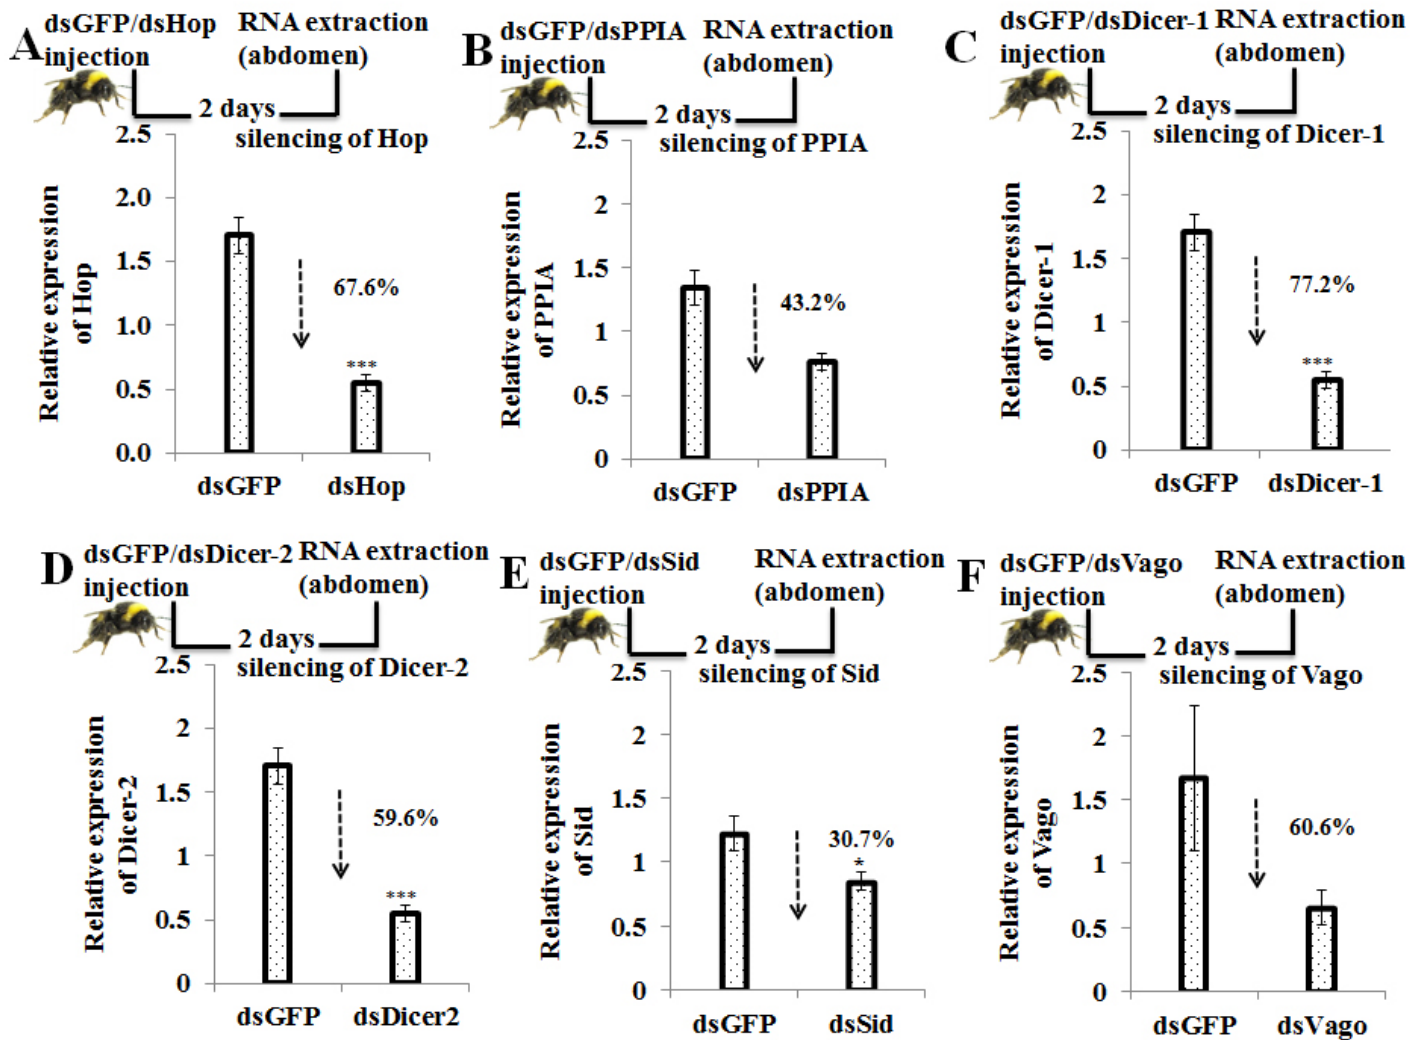 A
dsGFP/dsHop
injection
RNA extraction
(abdomen)
2 days
silencing of Hop
2.5
2.0
1.5
1.0
0.5
0.0
Relative expression
of Hop
67.6%
***
dsGFP
dsHop
B
dsGFP/dsPPIA
injection
RNA extraction
(abdomen)
2 days
silencing of PPIA
2.5
2
1.5
1
0.5
0
Relative expression
of PPIA
43.2%
dsGFP
dsPPIA
C
dsGFP/dsDicer-1
injection
RNA extraction
(abdomen)
2 days
silencing of Dicer-1
2.5
2
1.5
1
0.5
0
Relative expression
of Dicer-1
77.2%
***
dsGFP
dsDicer-1
D
dsGFP/dsDicer-2
injection
RNA extraction
(abdomen)
2 days
silencing of Dicer-2
2.5
2
1.5
1
0.5
0
Relative expression
of Dicer-2
59.6%
***
dsGFP
dsDicer2
E
dsGFP/dsSid
injection
RNA extraction
(abdomen)
2 days
silencing of Sid
2.5
2
1.5
1
0.5
0
Relative expression
of Sid
30.7%
*
dsGFP
dsSid
F
dsGFP/dsVago
injection
RNA extraction
(abdomen)
2 days
silencing of Vago
2.5
2
1.5
1
0.5
0
Relative expression
of Vago
60.6%
dsGFP
dsVago